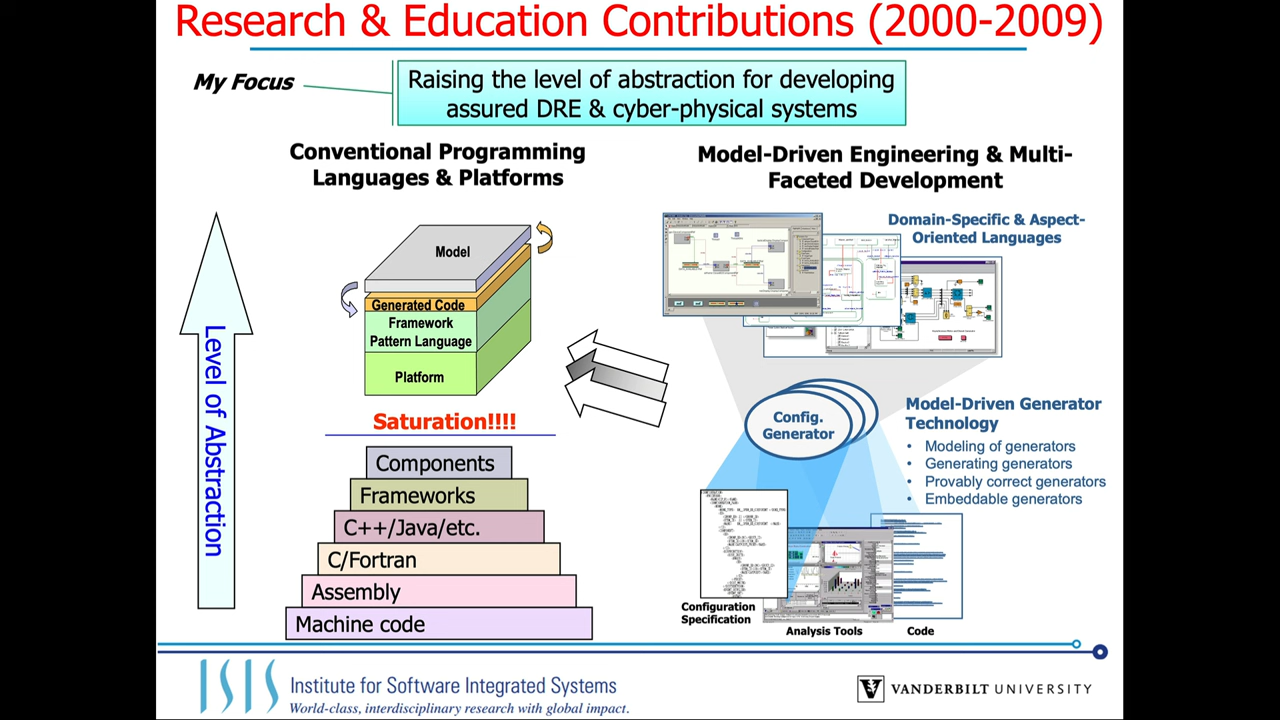 Research & Education Contributions (2000-2009)
My Focus
Raising the level of abstraction for developing
assured DRE & cyber-physical systems
Conventional Programming
Languages & Platforms
Level of Abstraction
Model
Generated Code
Framework
Pattern Language
Platform
Saturation!!!!
Components
Frameworks
C++/Java/etc.
C/Fortran
Assembly
Machine code
Model-Driven Engineering & Multi-
Faceted Development
Domain-Specific & Aspect-
Oriented Languages
Config.
Generator
Model-Driven Generator
Technology
• Modeling of generators
• Generating generators
• Provably correct generators
• Embeddable generators
Configuration
Specification
Analysis Tools
Code
ISIS
Institute for Software Integrated Systems
World-class, interdisciplinary research with global impact.
V
VANDERBILT UNIVERSITY